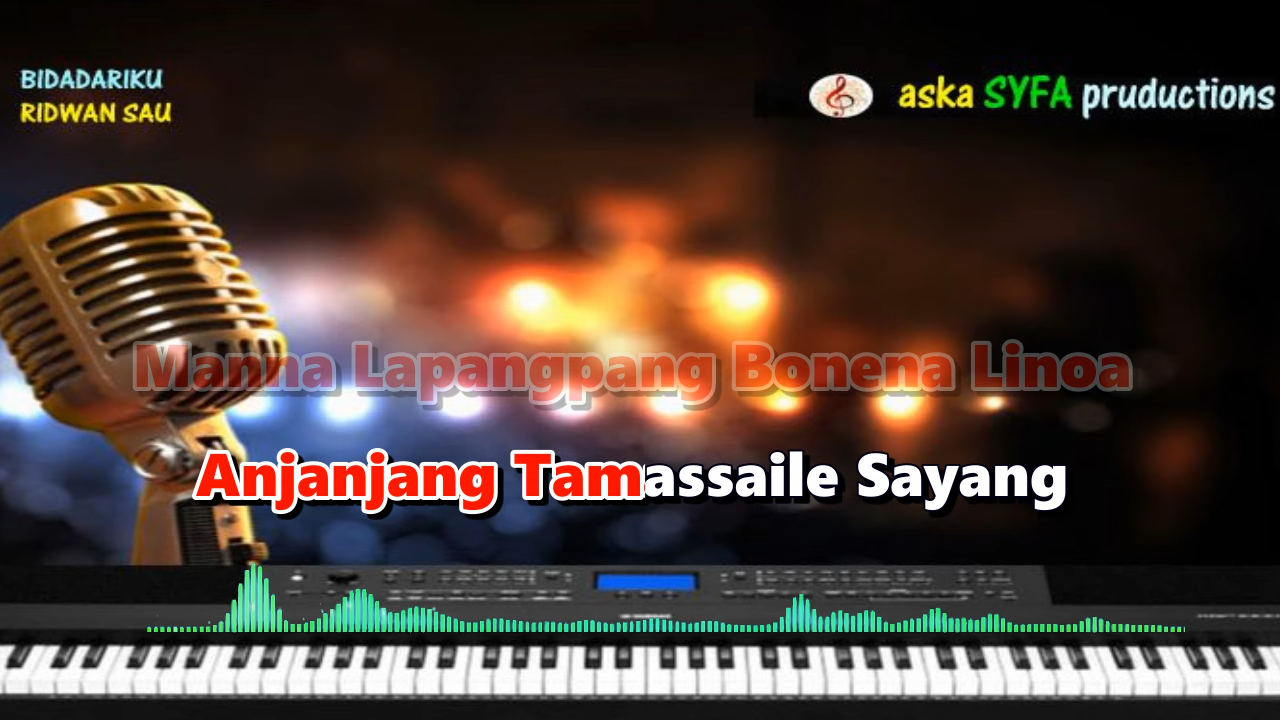 BIDADARIKU
RIDWAN SAU
aska SYFA pruductions
Manna Lapangpang Bonena Linoa
Anjanjang Tamassaile Sayang